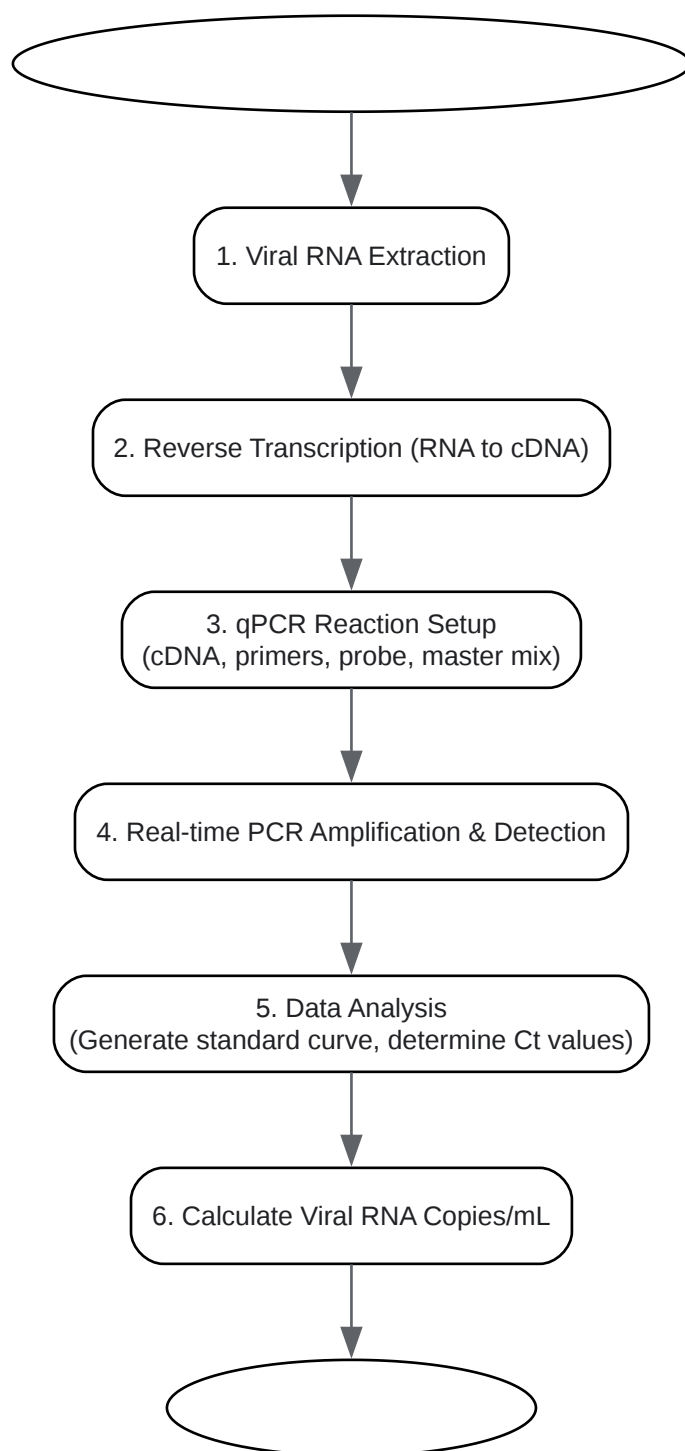 1. Viral RNA Extraction
2. Reverse Transcription (RNA to cDNA)
3. qPCR Reaction Setup
(cDNA, primers, probe, master mix)
4. Real-time PCR Amplification & Detection
5. Data Analysis
(Generate standard curve, determine Ct values)
6. Calculate Viral RNA Copies/mL